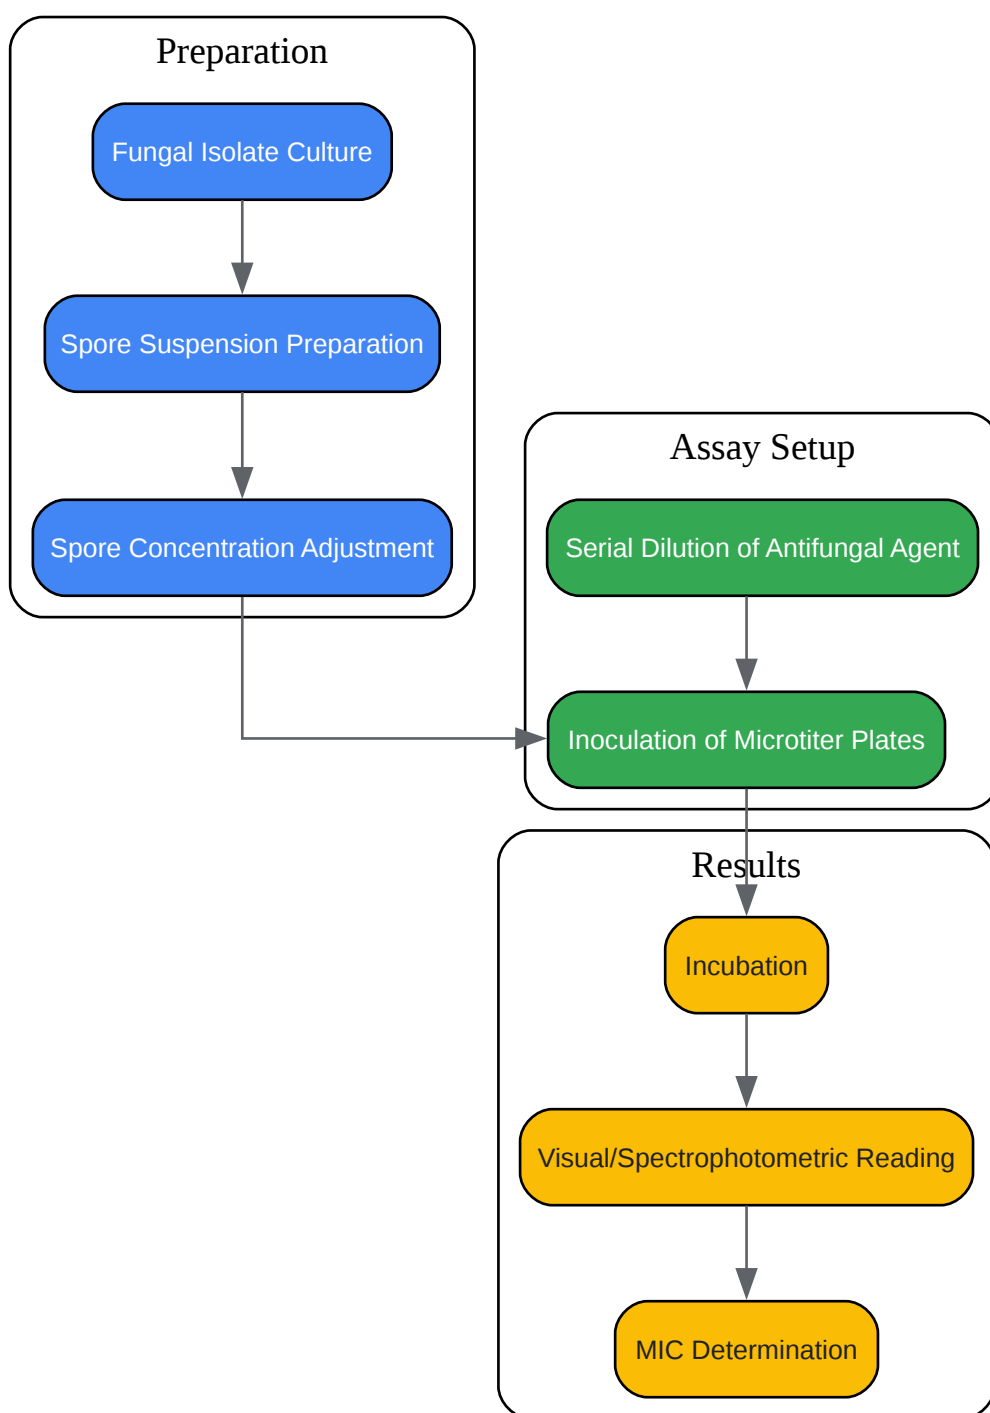 Preparation
Fungal Isolate Culture
Spore Suspension Preparation
Spore Concentration Adjustment
Assay Setup
Serial Dilution of Antifungal Agent
Inoculation of Microtiter Plates
Results
Incubation
Visual/Spectrophotometric Reading
MIC Determination